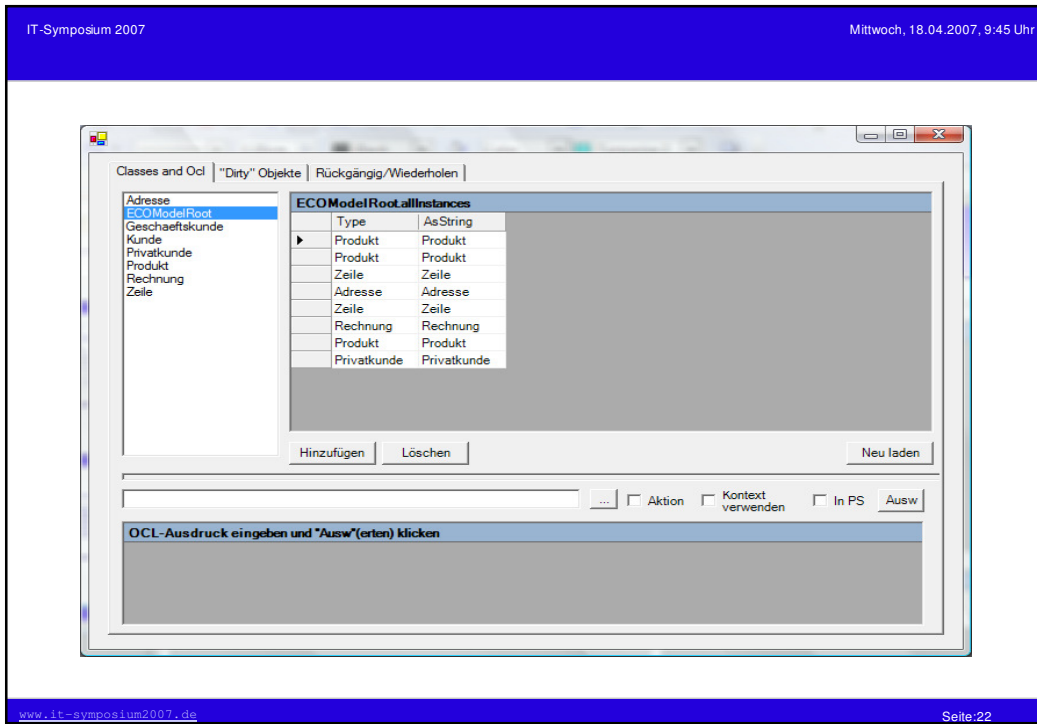 IT-Symposium 2007
Mittwoch, 18.04.2007, 9:45 Uhr
Classes and Ocl
"Dirty" Objekte
Rückgängig/Wiederholen
Adresse
ECOModelRoot
Geschaeftskunde
Kunde
Privatkunde
Produkt
Rechnung
Zeile
ECOModelRoot.allInstances
Type AsString
Produkt Produkt
Produkt Produkt
Zeile Zeile
Adresse Adresse
Zeile Zeile
Rechnung Rechnung
Produkt Produkt
Privatkunde Privatkunde
Hinzufügen
Löschen
Neu laden
...
Aktion
Kontext
verwenden
In PS
Ausw
OCL-Ausdruck eingeben und "Ausw"(erten) klicken
www.it-symposium2007.de
Seite:22